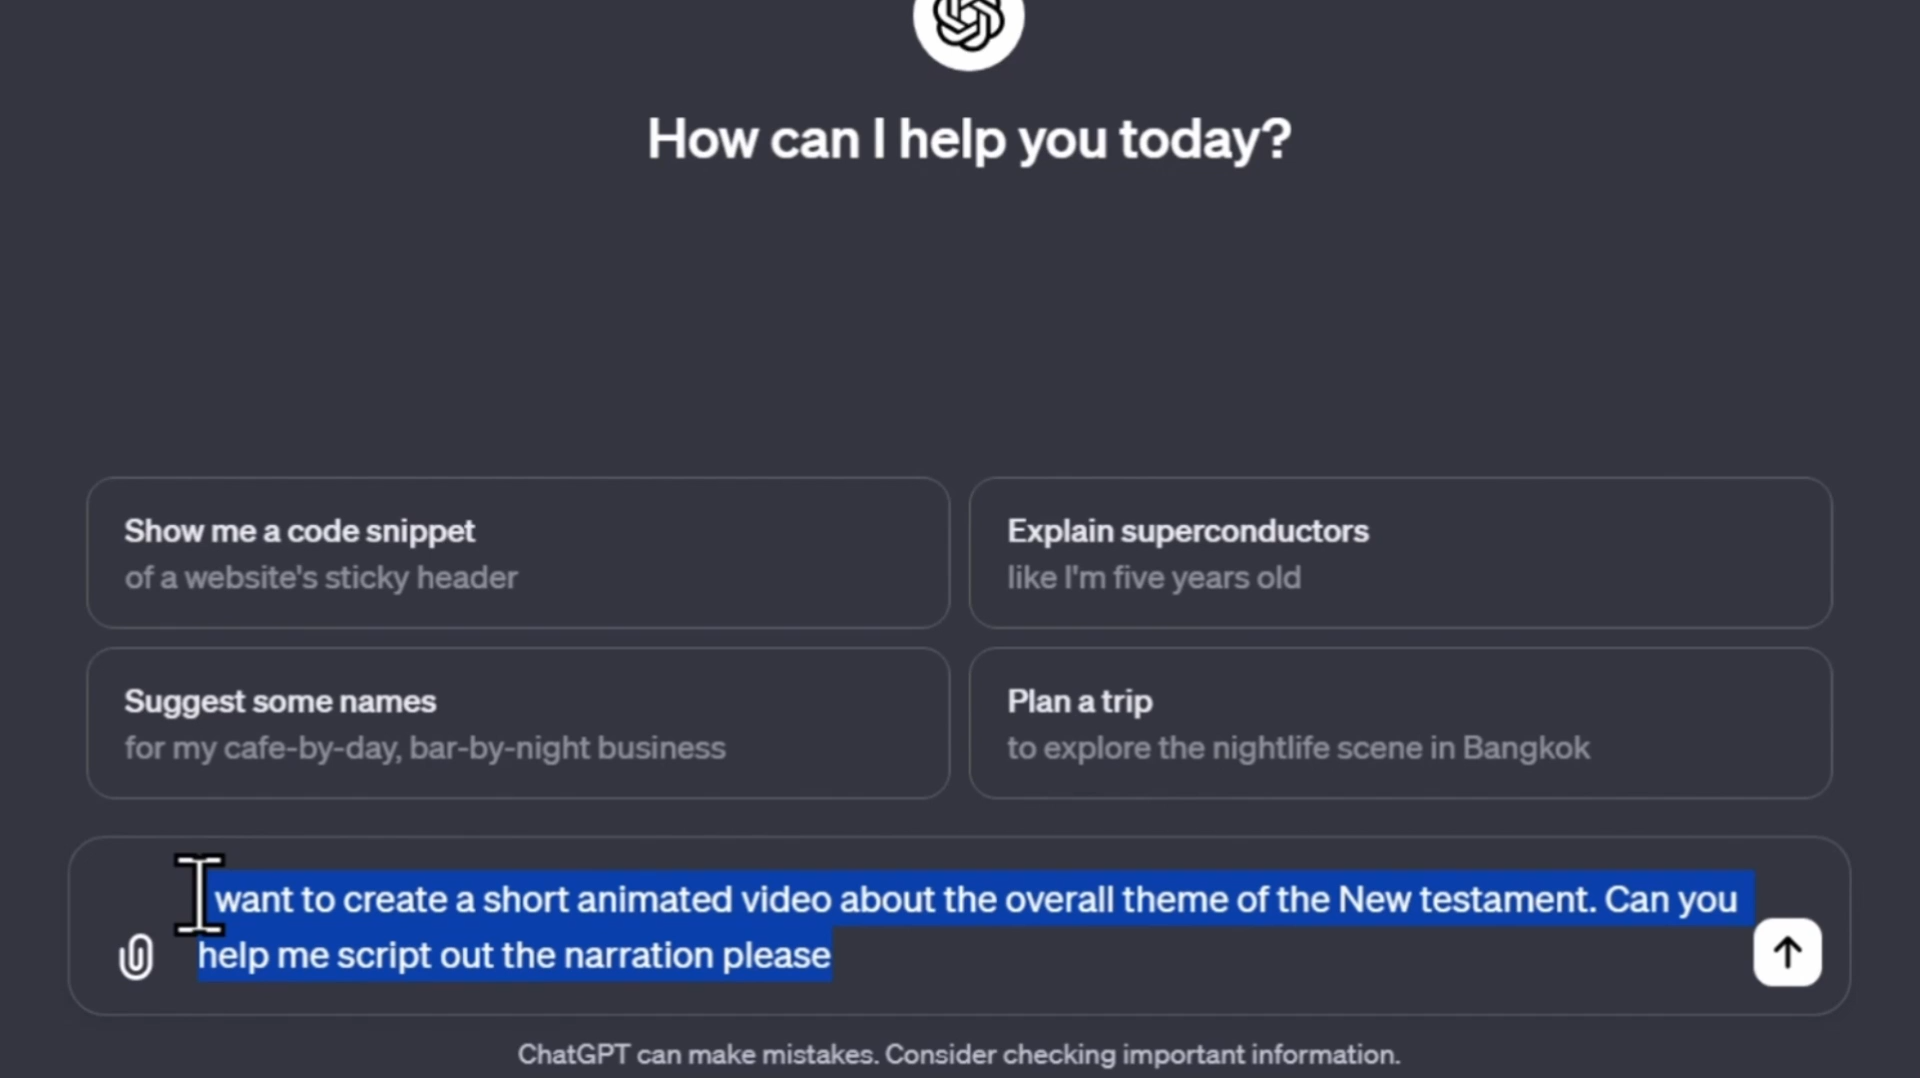 How can I help you today?
Show me a code snippet
of a website's sticky header
Explain superconductors
like I'm five years old
Suggest some names
for my cafe-by-day, bar-by-night business
Plan a trip
to explore the nightlife scene in Bangkok
want to create a short animated video about the overall theme of the New testament. Can you
help me script out the narration please
ChatGPT can make mistakes. Consider checking important information.